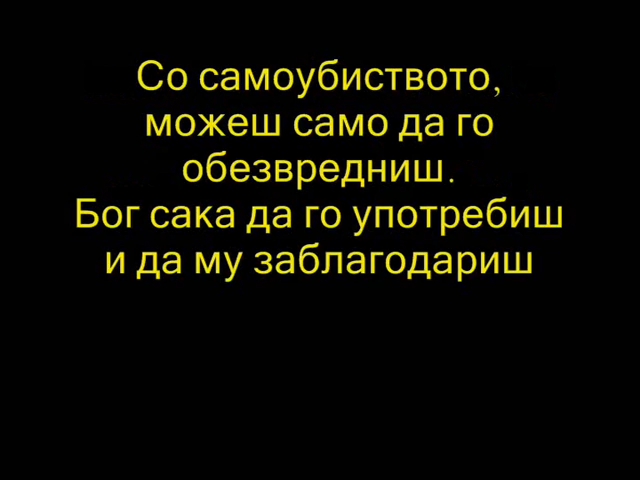 Со самоубиството,
можеш само да го
обезвредниш.
Бог сака да го употребиш
и да му заблагодариш